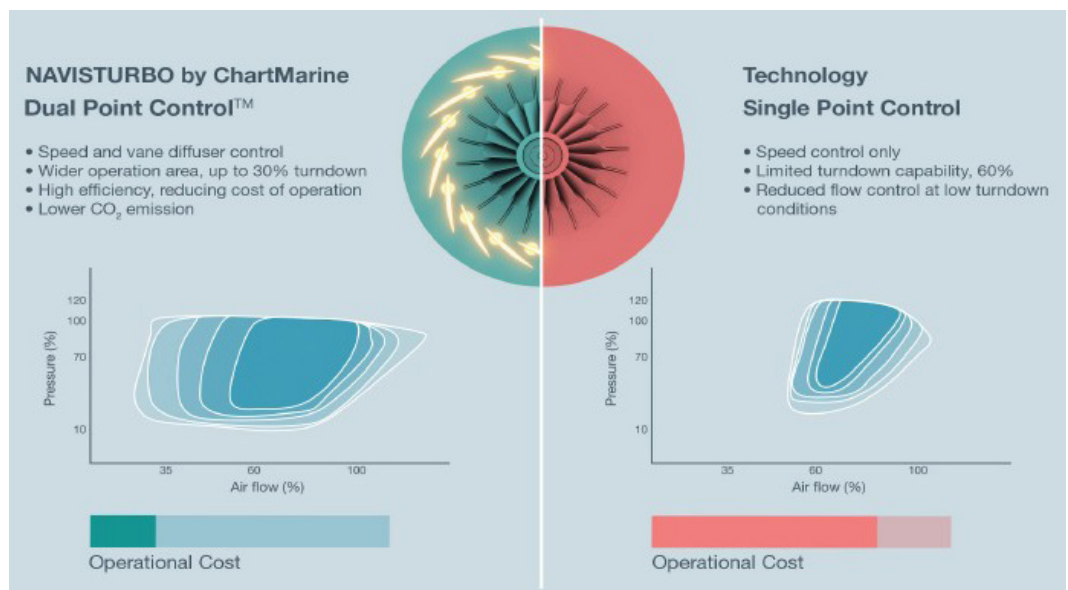 NAVISTURBO by ChartMarine
Dual Point Control™
• Speed and vane diffuser control
• Wider operation area, up to 30% turndown
• High efficiency, reducing cost of operation
• Lower CO₂ emission
Technology
Single Point Control
• Speed control only
• Limited turndown capability, 60%
• Reduced flow control at low turndown
conditions
Pressure (%)
120
100
70
10
35
60
100
Air flow (%)
Operational Cost
Pressure (%)
120
100
70
10
35
60
100
Air flow (%)
Operational Cost